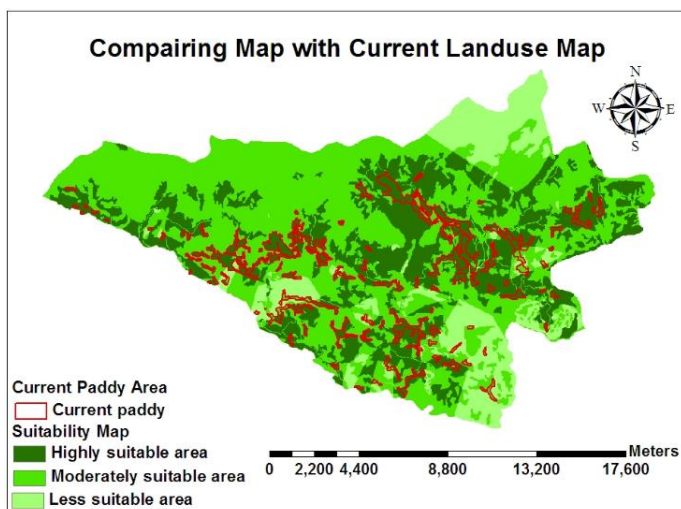 Compairing Map with Current Landuse Map
N
W E
S
Current Paddy Area
Current paddy
Suitability Map
Highly suitable area
Moderately suitable area
Less suitable area
Meters
0 2,200 4,400 8,800 13,200 17,600